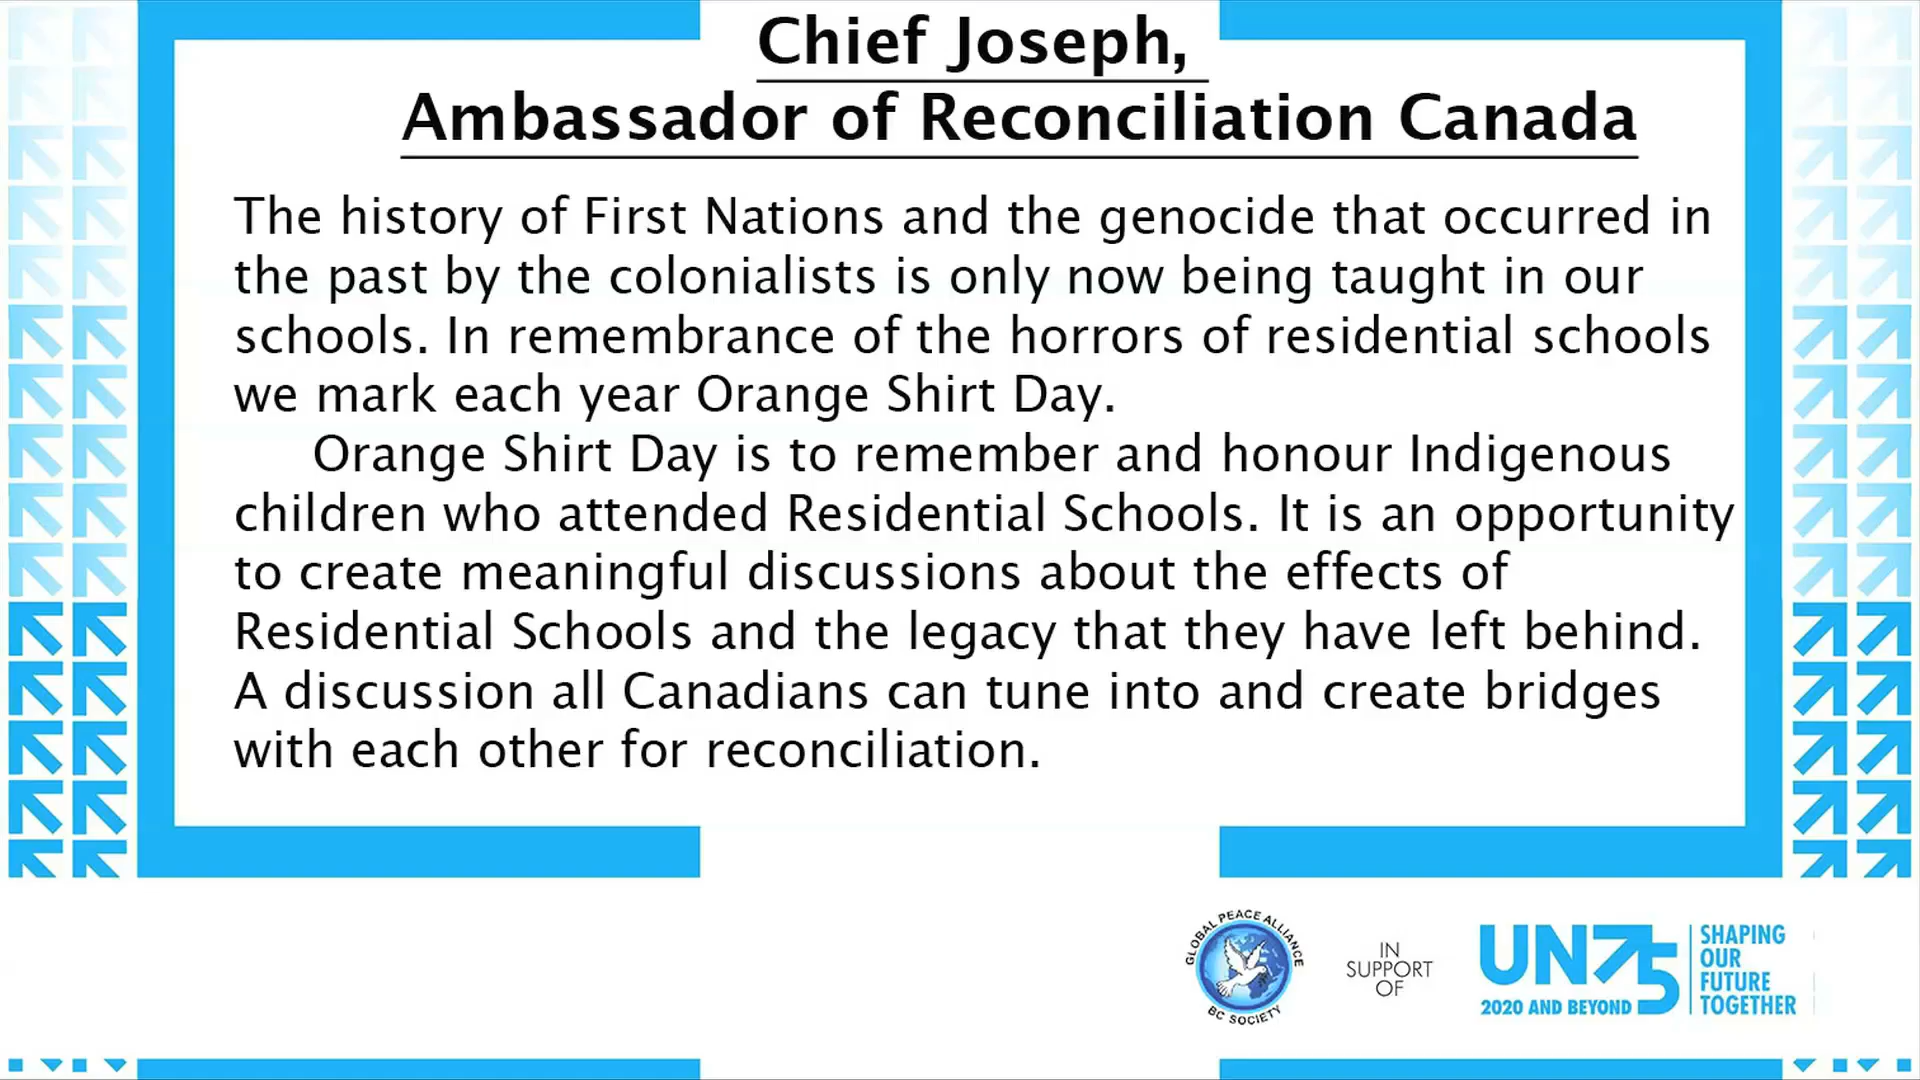 Chief Joseph,
Ambassador of Reconciliation Canada
The history of First Nations and the genocide that occurred in
the past by the colonialists is only now being taught in our
schools. In remembrance of the horrors of residential schools
we mark each year Orange Shirt Day.
Orange Shirt Day is to remember and honour Indigenous
children who attended Residential Schools. It is an opportunity
to create meaningful discussions about the effects of
Residential Schools and the legacy that they have left behind.
A discussion all Canadians can tune into and create bridges
with each other for reconciliation.
GLOBAL PEACE ALLIANCE
BC SOCIETY
IN
SUPPORT
OF
UN75
2020 AND BEYOND
SHAPING
OUR
FUTURE
TOGETHER